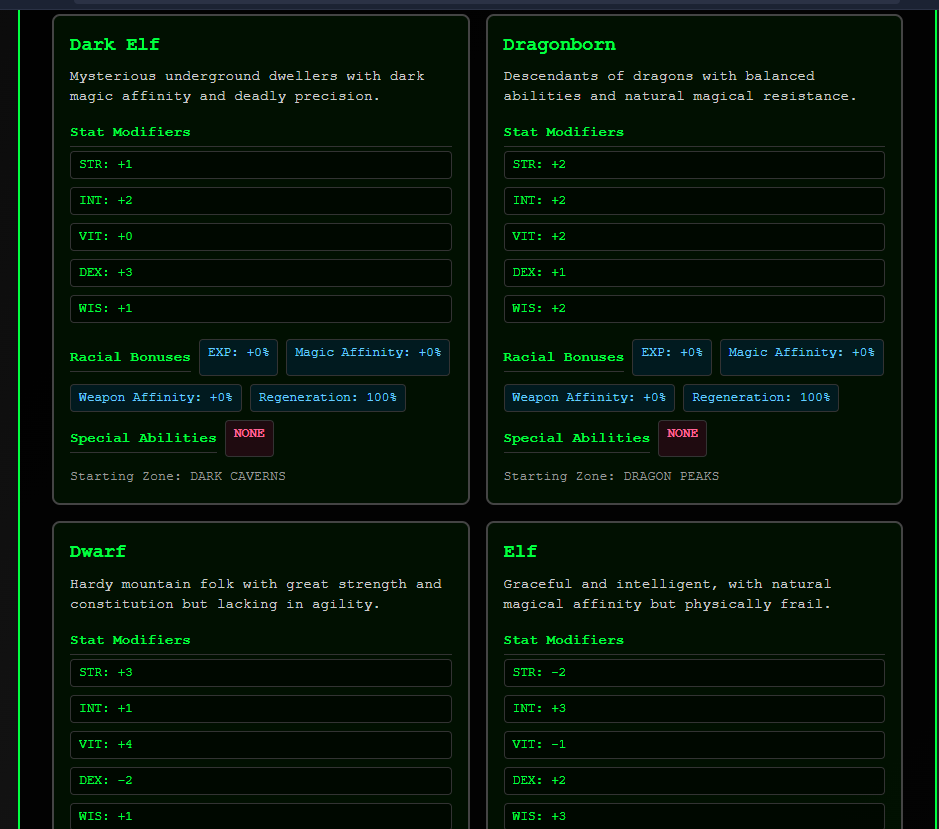 Dark Elf
Mysterious underground dwellers with dark
magic affinity and deadly precision.
Stat Modifiers
STR: +1
INT: +2
VIT: +0
DEX: +3
WIS: +1
Racial Bonuses
EXP: +0%
Magic Affinity: +0%
Weapon Affinity: +0%
Regeneration: 100%
Special Abilities
NONE
Starting Zone: DARK CAVERNS
Dragonborn
Descendants of dragons with balanced
abilities and natural magical resistance.
Stat Modifiers
STR: +2
INT: +2
VIT: +2
DEX: +1
WIS: +2
Racial Bonuses
EXP: +0%
Magic Affinity: +0%
Weapon Affinity: +0%
Regeneration: 100%
Special Abilities
NONE
Starting Zone: DRAGON PEAKS
Dwarf
Hardy mountain folk with great strength and
constitution but lacking in agility.
Stat Modifiers
STR: +3
INT: +1
VIT: +4
DEX: -2
WIS: +1
Elf
Graceful and intelligent, with natural
magical affinity but physically frail.
Stat Modifiers
STR: -2
INT: +3
VIT: -1
DEX: +2
WIS: +3